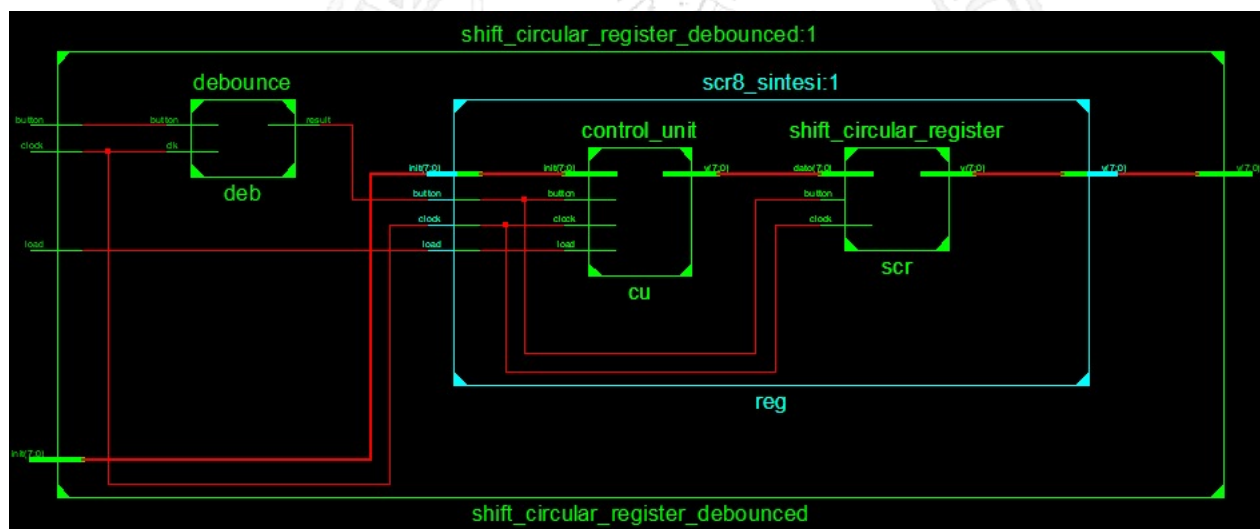 shift_circular_register_debounced:1
debounce
scr8_sintesi:1
button
button
result
control_unit
shift_circular_register
clock
clk
deb
init(7:0)
init(7:0)
y(7:0)
dato(7:0)
y(7:0)
y(7:0)
y(7:0)
button
button
button
clock
clock
clock
load
load
load
cu
scr
reg
init(7:0)
shift_circular_register_debounced